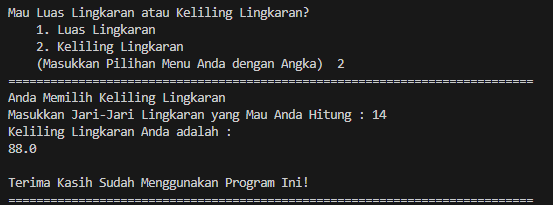 Mau Luas Lingkaran atau Keliling Lingkaran?
    1. Luas Lingkaran
    2. Keliling Lingkaran
    (Masukkan Pilihan Menu Anda dengan Angka)  2
===========================================================================
Anda Memilih Keliling Lingkaran
Masukkan Jari-Jari Lingkaran yang Mau Anda Hitung : 14
Keliling Lingkaran Anda adalah :
88.0

Terima Kasih Sudah Menggunakan Program Ini!
===========================================================================